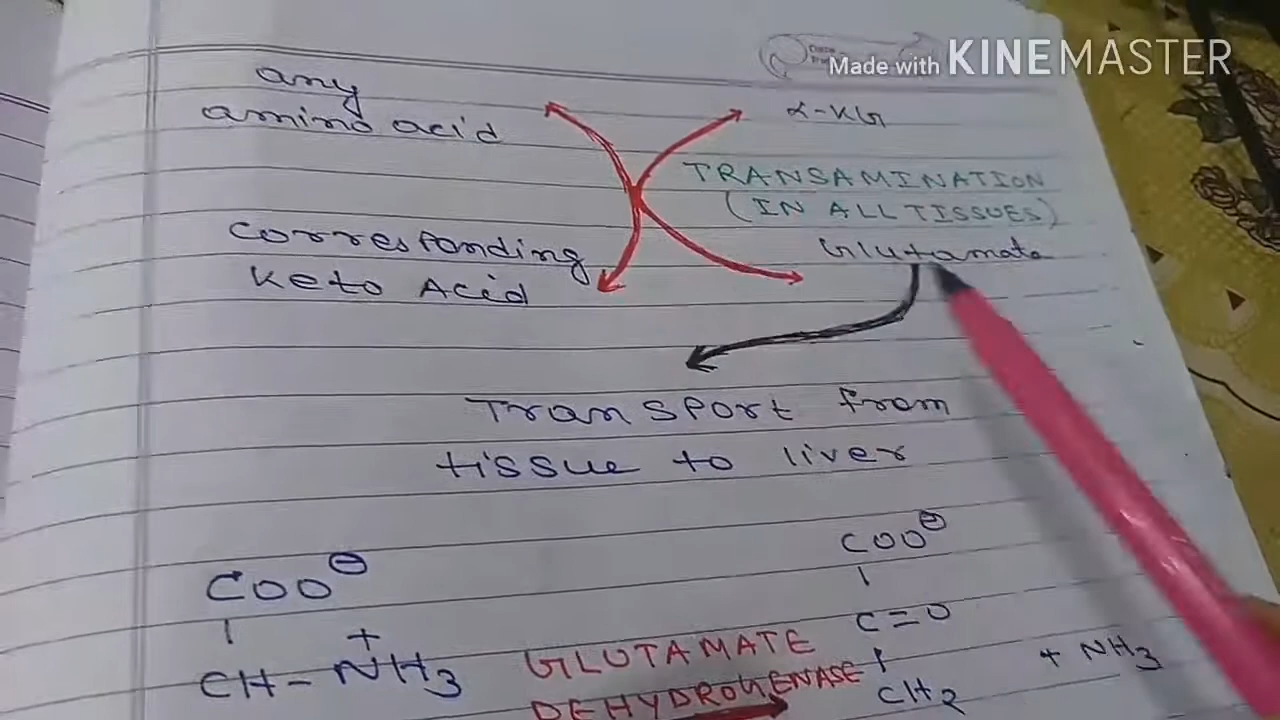 Made with KINEMASTER
any
amino acid
α-KG
TRANSAMINATION
(IN ALL TISSUES)
corresponding
Keto Acid
Glutamate
Transport from
tissue to liver
COO⊖
COO⊖
C=O
+
CH-NH3
GLUTAMATE
DEHYDROGENASE
CH2
+ NH3